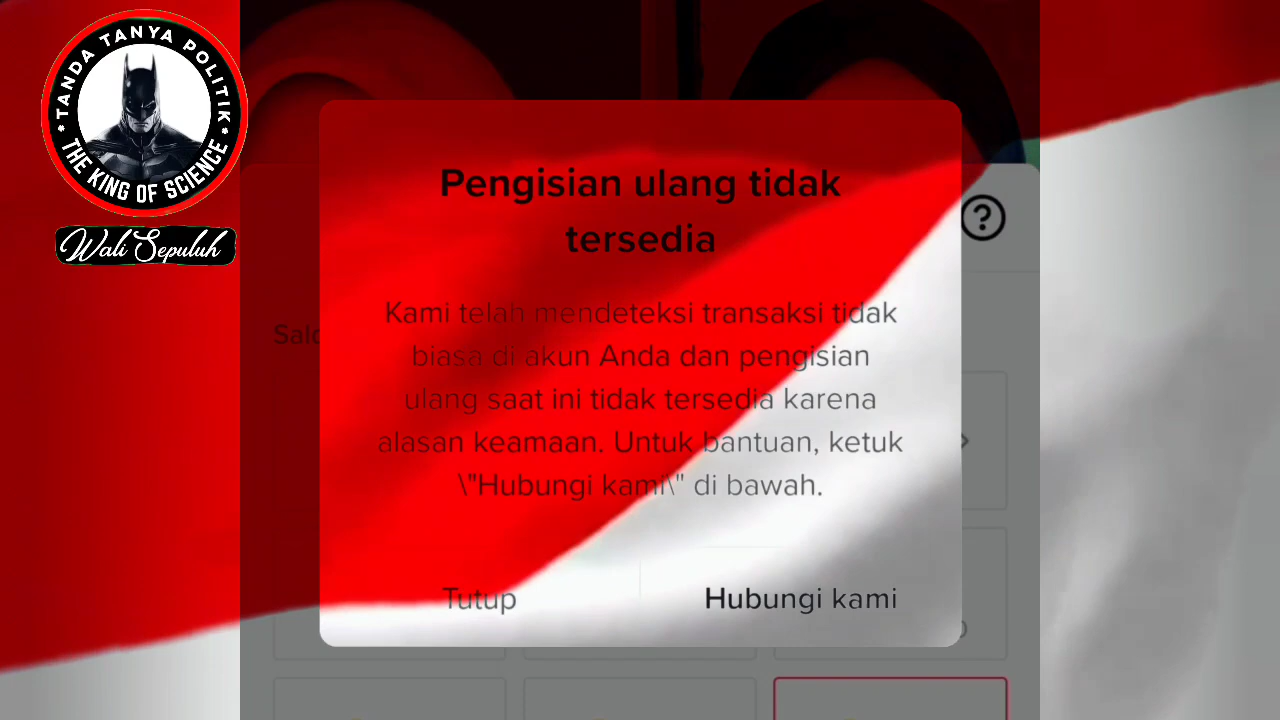 TANDA TANYA POLITIK
THE KING OF SCIENCE
Wali Sepuluh
Pengisian ulang tidak
tersedia
Kami telah mendeteksi transaksi tidak
biasa di akun Anda dan pengisian
ulang saat ini tidak tersedia karena
alasan keamaan. Untuk bantuan, ketuk
\"Hubungi kami\" di bawah.
Tutup
Hubungi kami